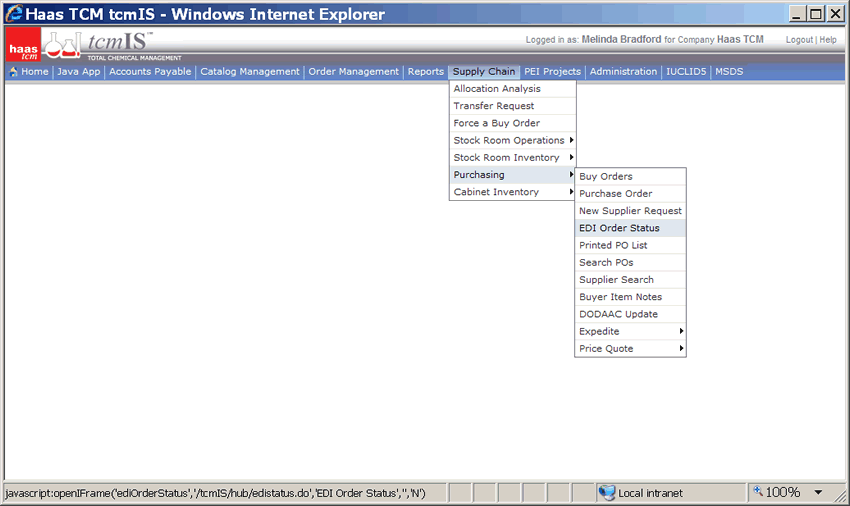 Haas TCM tcmIS - Windows Internet Explorer
haas tcm
tcmIS™
TOTAL CHEMICAL MANAGEMENT
Logged in as: Melinda Bradford for Company Haas TCM
Logout | Help
Home | Java App | Accounts Payable | Catalog Management | Order Management | Reports | Supply Chain | PEI Projects | Administration | IUCLID5 | MSDS
Allocation Analysis
Transfer Request
Force a Buy Order
Stock Room Operations
Stock Room Inventory
Purchasing
Cabinet Inventory
Buy Orders
Purchase Order
New Supplier Request
EDI Order Status
Printed PO List
Search POs
Supplier Search
Buyer Item Notes
DODAAC Update
Expedite
Price Quote
javascript:openIFrame('ediOrderStatus','/tcmIS/hub/edistatus.do','EDI Order Status','','N')
Local intranet
100%